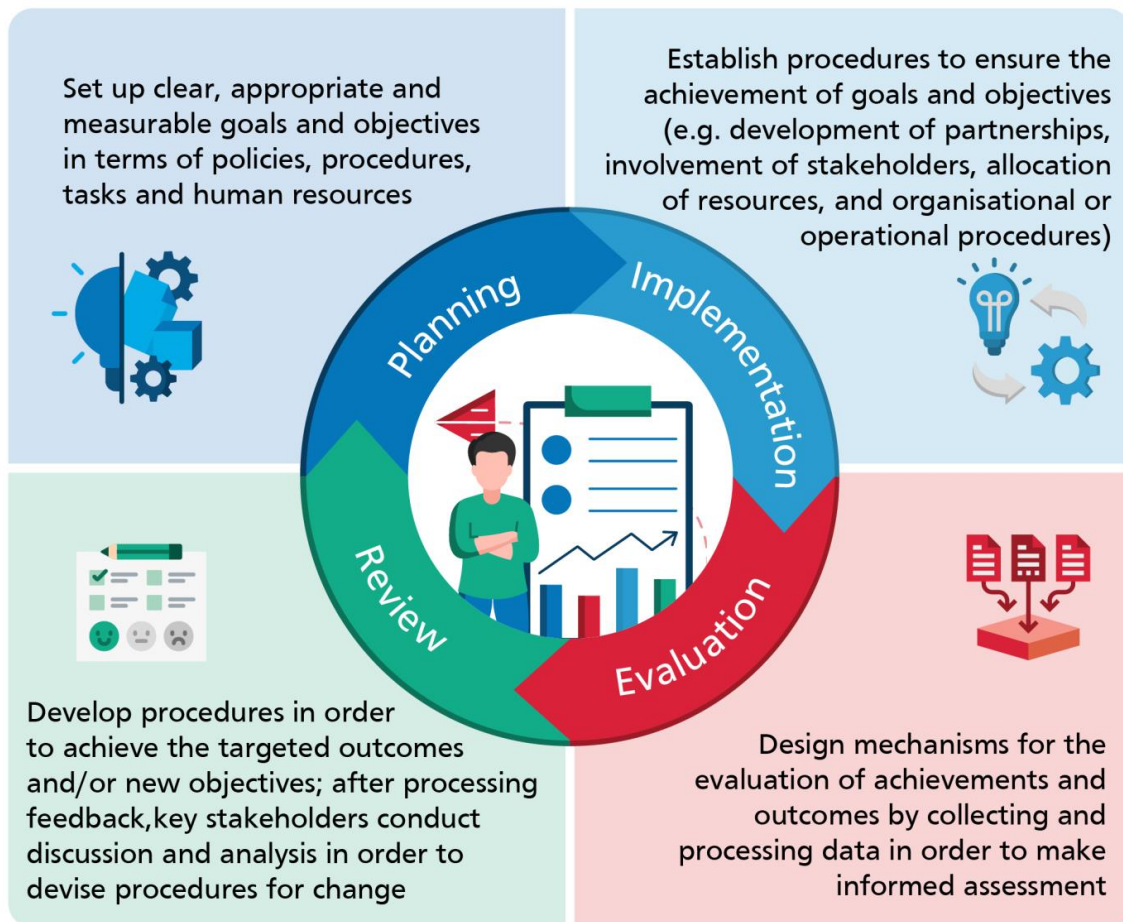 Set up clear, appropriate and
measurable goals and objectives
in terms of policies, procedures,
tasks and human resources
Establish procedures to ensure the
achievement of goals and objectives
(e.g. development of partnerships,
involvement of stakeholders, allocation
of resources, and organisational or
operational procedures)
Planning
Implementation
Review
Evaluation
Develop procedures in order
to achieve the targeted outcomes
and/or new objectives; after processing
feedback,key stakeholders conduct
discussion and analysis in order to
devise procedures for change
Design mechanisms for the
evaluation of achievements and
outcomes by collecting and
processing data in order to make
informed assessment